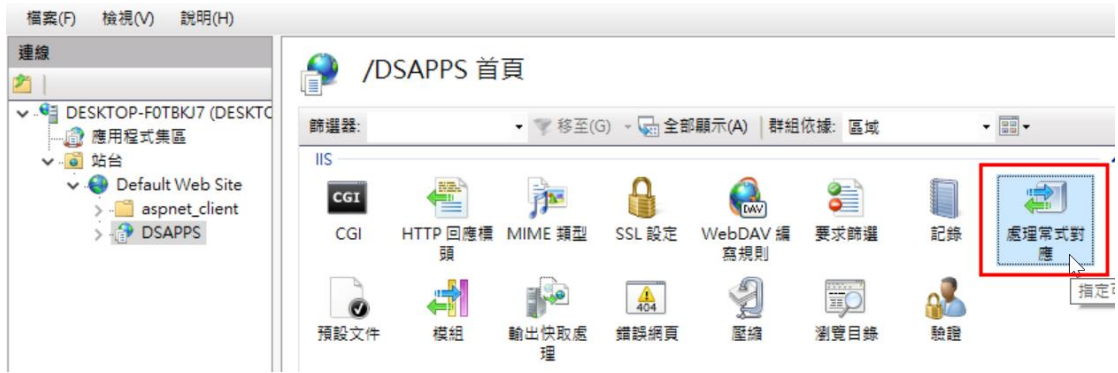 檔案(F) 檢視(V) 說明(H)
連線
DESKTOP-F0TBKJ7 (DESKTC
應用程式集區
站台
Default Web Site
aspnet_client
DSAPPS
/DSAPPS 首頁
篩選器: 移至(G) 全部顯示(A) 群組依據: 區域
IIS
CGI
DAV
CGI HTTP 回應標頭 MIME 類型 SSL 設定 WebDAV 編寫規則 要求篩選 記錄 處理常式對應
指定可
404
預設文件 模組 輸出快取處理 錯誤網頁 壓縮 瀏覽目錄 驗證